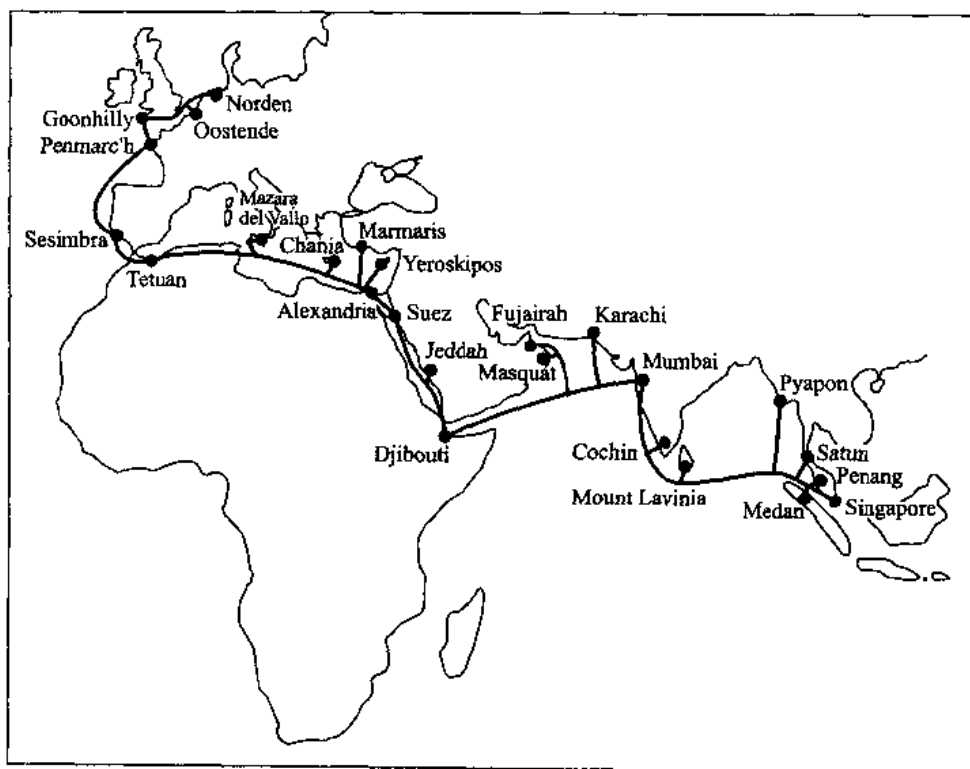 Norden
Goonhilly
Oostende
Penmarc'h
Mazara
del Vallo
Sesimbra
Chania
Marmaris
Tetuan
Yeroskipos
Alexandria
Suez
Fujairah
Karachi
Jeddah
Masquat
Mumbai
Pyapon
Djibouti
Cochin
Satun
Penang
Mount Lavinia
Medan
Singapore